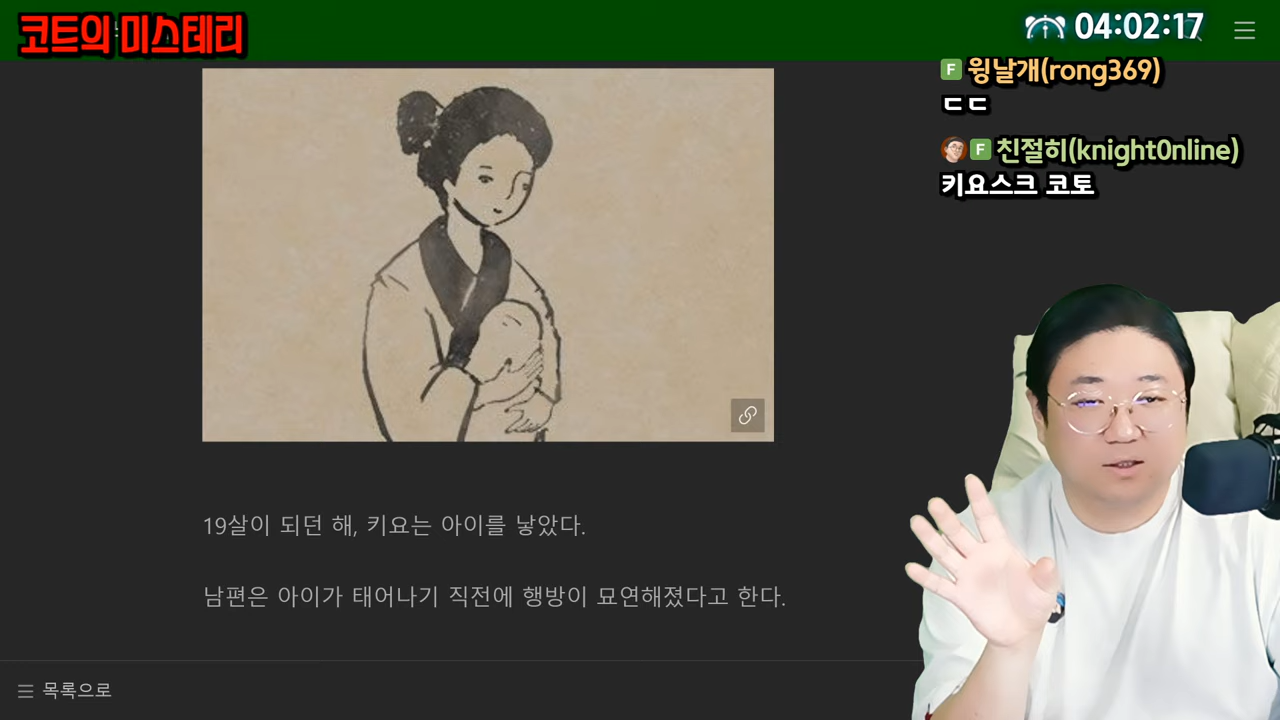 코트의 미스테리
04:02:17
F 윙날개(rong369)
ㄷㄷ
F 친절히(knight0nline)
키요스크 코토
19살이 되던 해, 키요는 아이를 낳았다.
남편은 아이가 태어나기 직전에 행방이 묘연해졌다고 한다.
목록으로